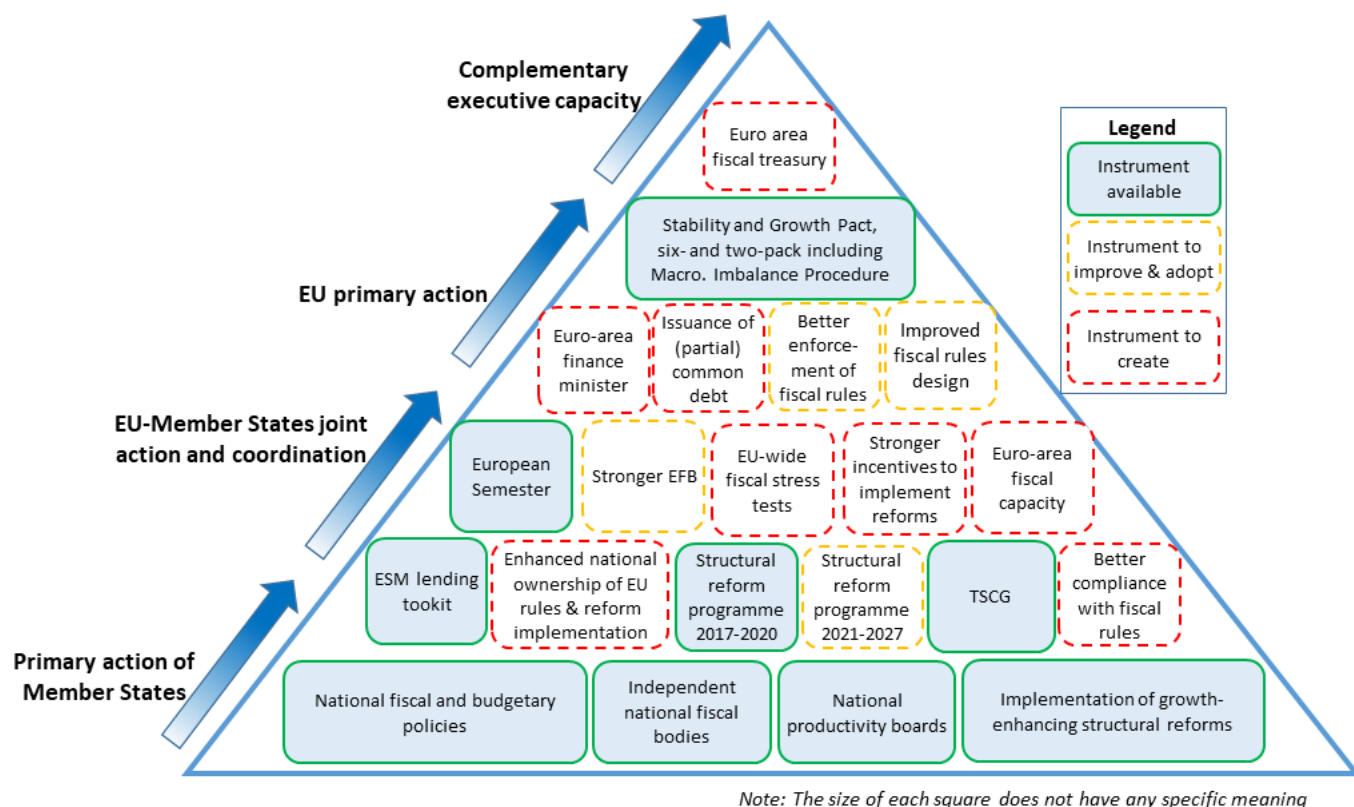 Complementary
executive capacity
EU primary action
EU-Member States joint
action and coordination
Primary action of
Member States
Euro area
fiscal treasury
Stability and Growth Pact,
six- and two-pack including
Macro. Imbalance Procedure
Euro-area
finance
minister
Issuance of
(partial)
common
debt
Better
enforce-
ment of
fiscal rules
Improved
fiscal rules
design
European
Semester
Stronger EFB
EU-wide
fiscal stress
tests
Stronger
incentives to
implement
reforms
Euro-area
fiscal
capacity
ESM lending
tookit
Enhanced national
ownership of EU
rules & reform
implementation
Structural
reform
programme
2017-2020
Structural
reform
programme
2021-2027
TSCG
Better
compliance
with fiscal
rules
National fiscal and budgetary
policies
Independent
national fiscal
bodies
National
productivity boards
Implementation of growth-
enhancing structural reforms
Legend
Instrument
available
Instrument to
improve & adopt
Instrument to
create
Note: The size of each square does not have any specific meaning